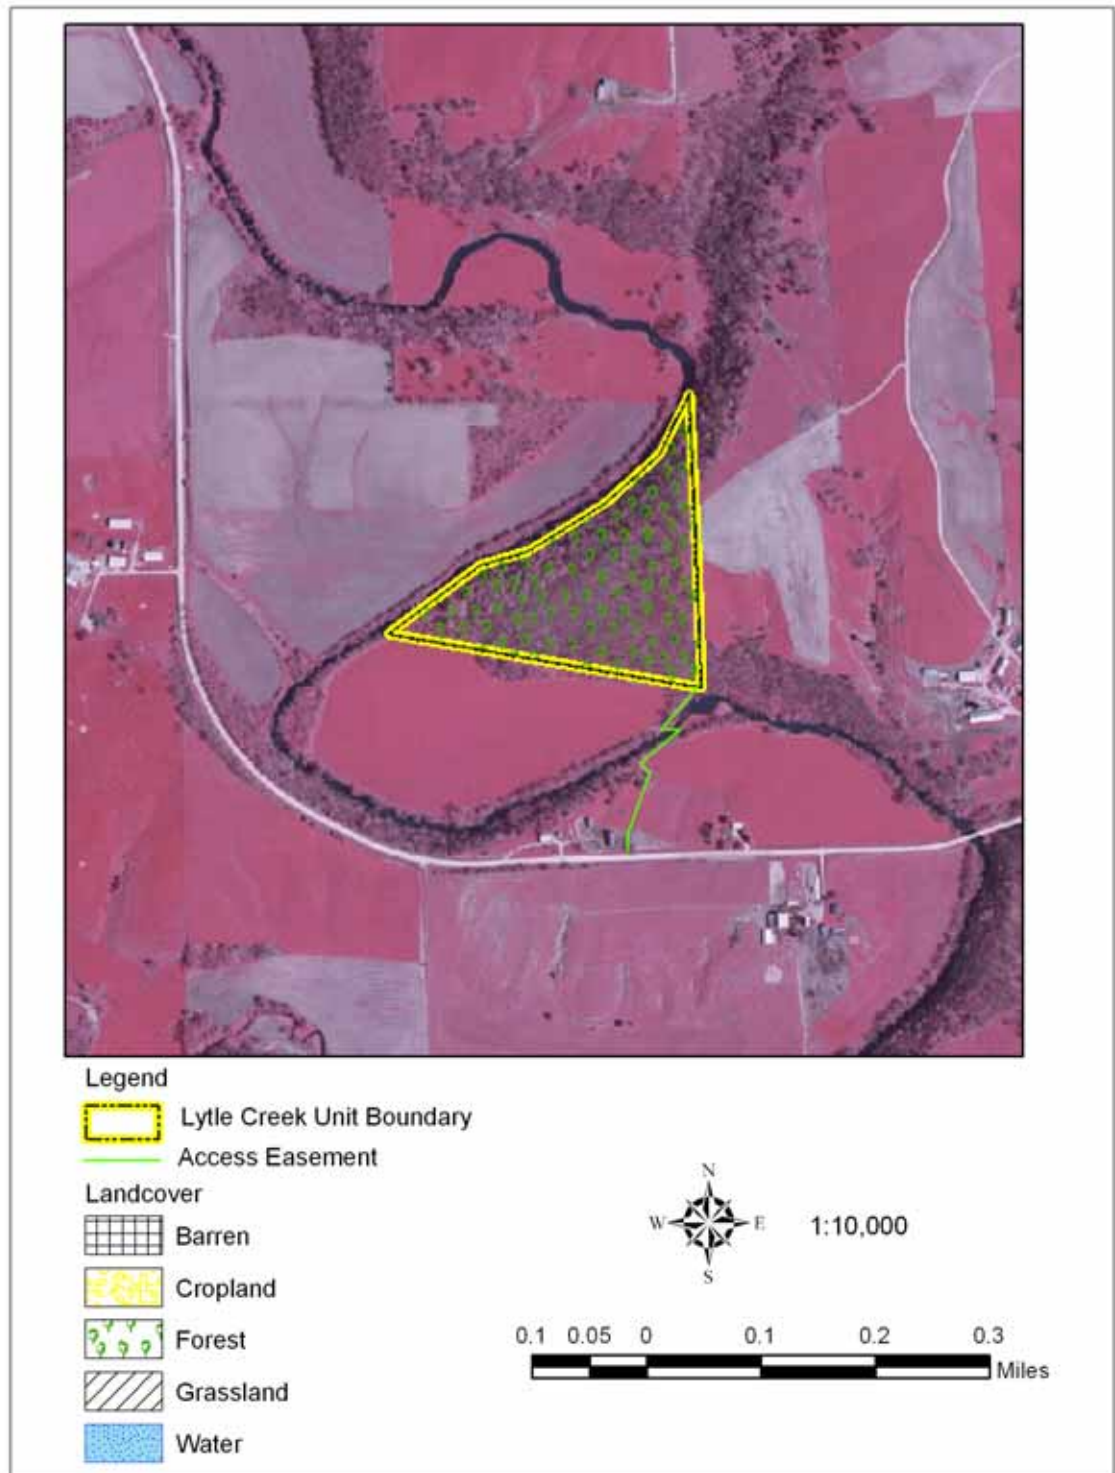 Legend
Lytle Creek Unit Boundary
Access Easement
Landcover
Barren
Cropland
Forest
Grassland
Water
N
W E
S
1:10,000
0.1 0.05 0 0.1 0.2 0.3
Miles